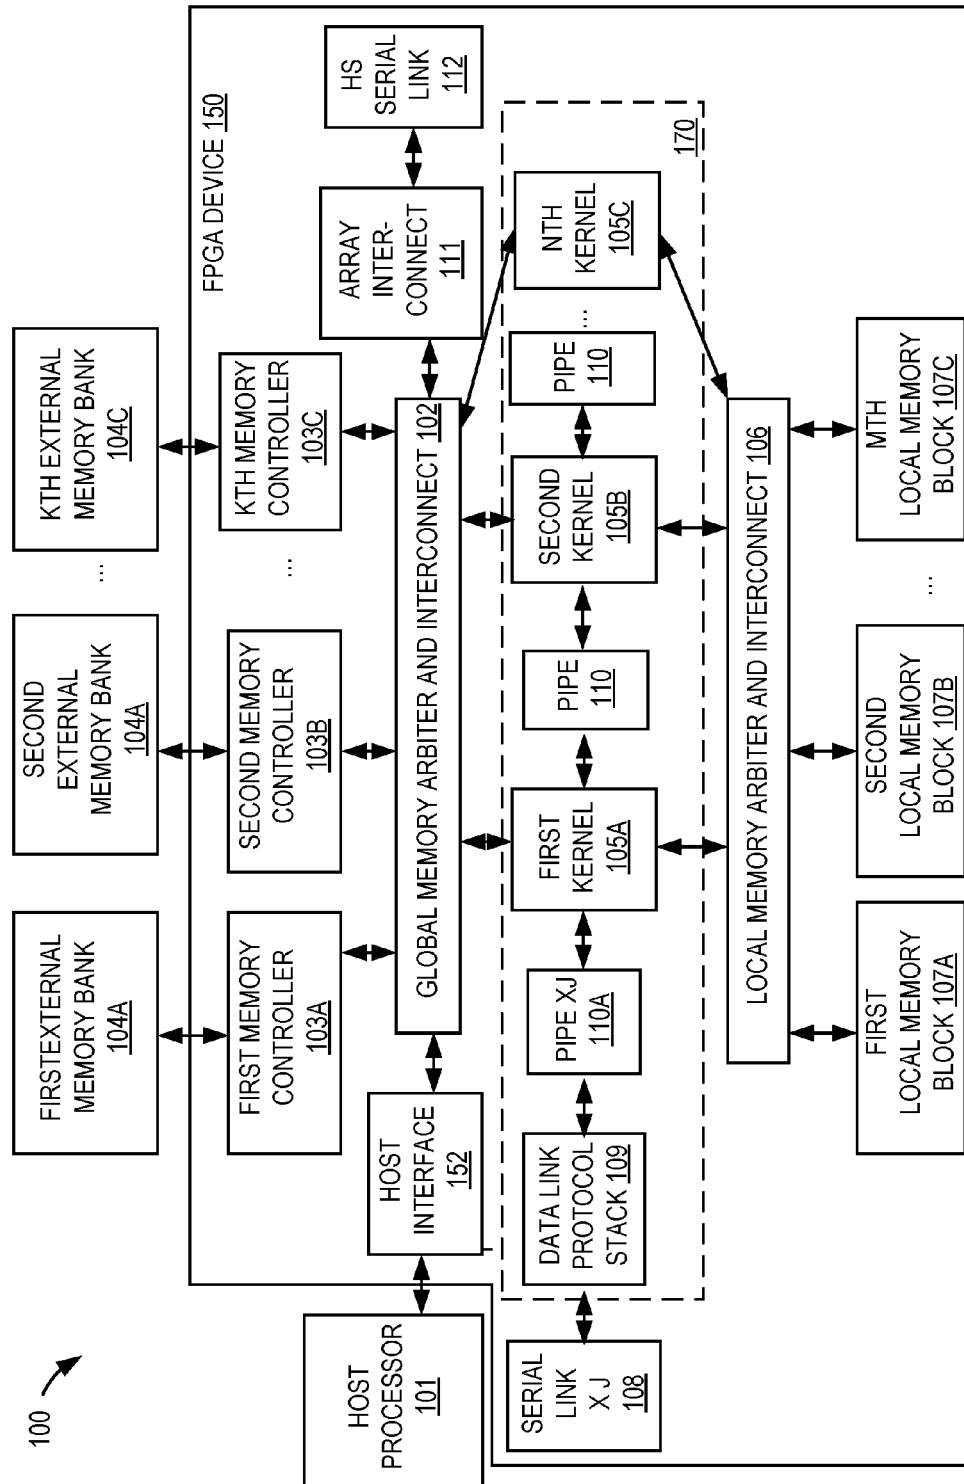 100
HOST
PROCESSOR
101
SERIAL
LINK
X J
108
FPGA DEVICE 150
FIRSTEXTERNAL
MEMORY BANK
104A
SECOND
EXTERNAL
MEMORY BANK
104A
...
KTH EXTERNAL
MEMORY BANK
104C
FIRST MEMORY
CONTROLLER
103A
SECOND MEMORY
CONTROLLER
103B
...
KTH MEMORY
CONTROLLER
103C
HOST
INTERFACE
152
GLOBAL MEMORY ARBITER AND INTERCONNECT 102
ARRAY
INTER-
CONNECT
111
HS
SERIAL
LINK
112
DATA LINK
PROTOCOL
STACK 109
PIPE XJ
110A
FIRST
KERNEL
105A
PIPE
110
SECOND
KERNEL
105B
PIPE
110
...
NTH
KERNEL
105C
170
LOCAL MEMORY ARBITER AND INTERCONNECT 106
FIRST
LOCAL MEMORY
BLOCK 107A
SECOND
LOCAL MEMORY
BLOCK 107B
...
MTH
LOCAL MEMORY
BLOCK 107C